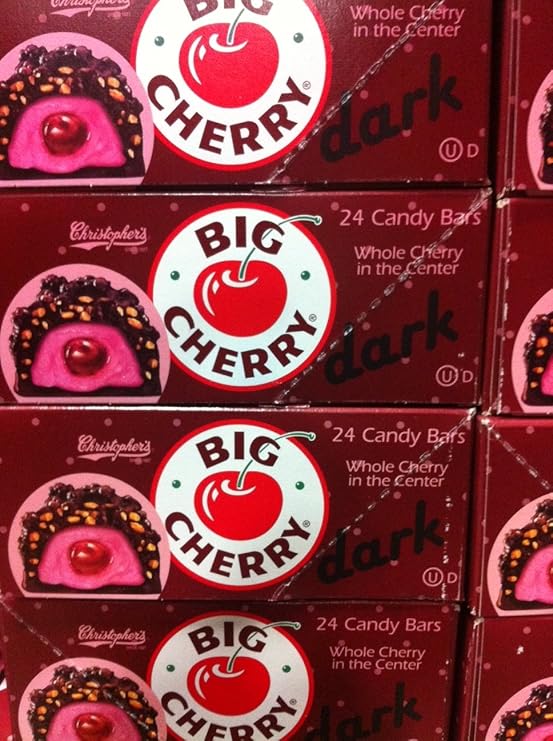 Christopher's
BIG
CHERRY®
Whole Cherry
in the Center
dark
U D
Christopher's
BIG
CHERRY®
24 Candy Bars
Whole Cherry
in the Center
dark
U D
Christopher's
BIG
CHERRY®
24 Candy Bars
Whole Cherry
in the Center
dark
U D
Christopher's
BIG
CHERRY
24 Candy Bars
Whole Cherry
in the Center
dark